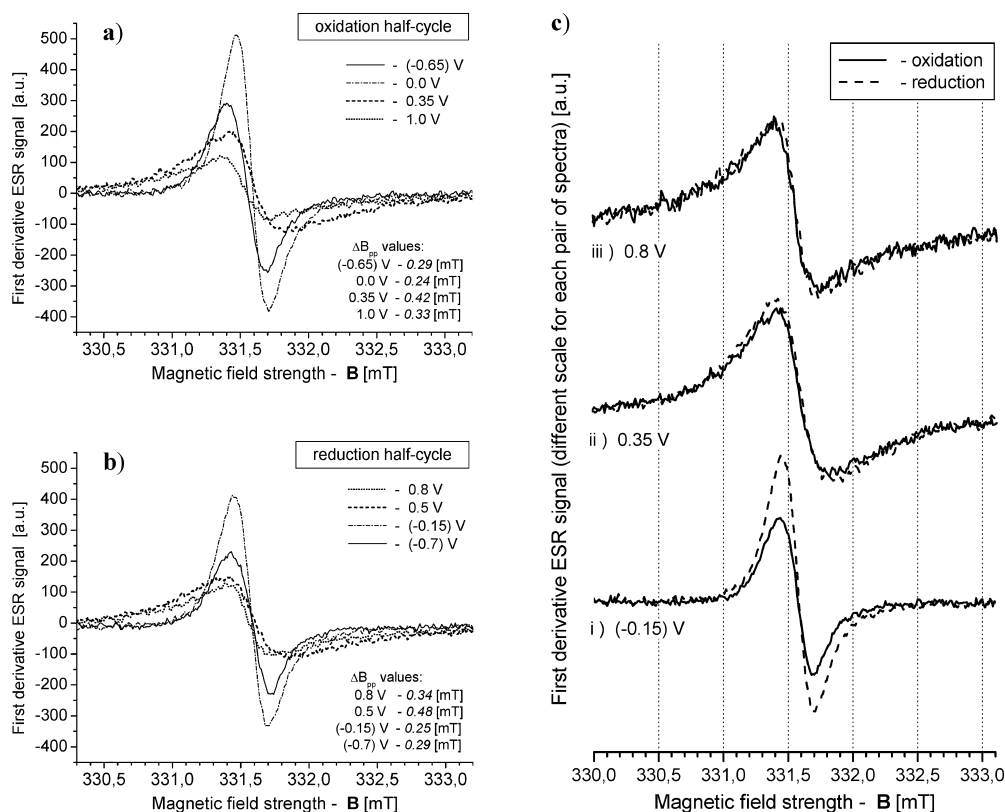 a)
oxidation half-cycle
- (-0.65) V
- 0.0 V
- 0.35 V
- 1.0 V
First derivative ESR signal [a.u.]
500
400
300
200
100
0
-100
-200
-300
-400
ΔBpp values:
(-0.65) V - 0.29 [mT]
0.0 V - 0.24 [mT]
0.35 V - 0.42 [mT]
1.0 V - 0.33 [mT]
330,5 331,0 331,5 332,0 332,5 333,0
Magnetic field strength - B [mT]
b)
reduction half-cycle
- 0.8 V
- 0.5 V
- (-0.15) V
- (-0.7) V
First derivative ESR signal [a.u.]
500
400
300
200
100
0
-100
-200
-300
-400
ΔBpp values:
0.8 V - 0.34 [mT]
0.5 V - 0.48 [mT]
(-0.15) V - 0.25 [mT]
(-0.7) V - 0.29 [mT]
330,5 331,0 331,5 332,0 332,5 333,0
Magnetic field strength - B [mT]
c)
- oxidation
- reduction
First derivative ESR signal (different scale for each pair of spectra) [a.u.]
iii ) 0.8 V
ii ) 0.35 V
i ) (-0.15) V
330,0 330,5 331,0 331,5 332,0 332,5 333,0
Magnetic field strength - B [mT]